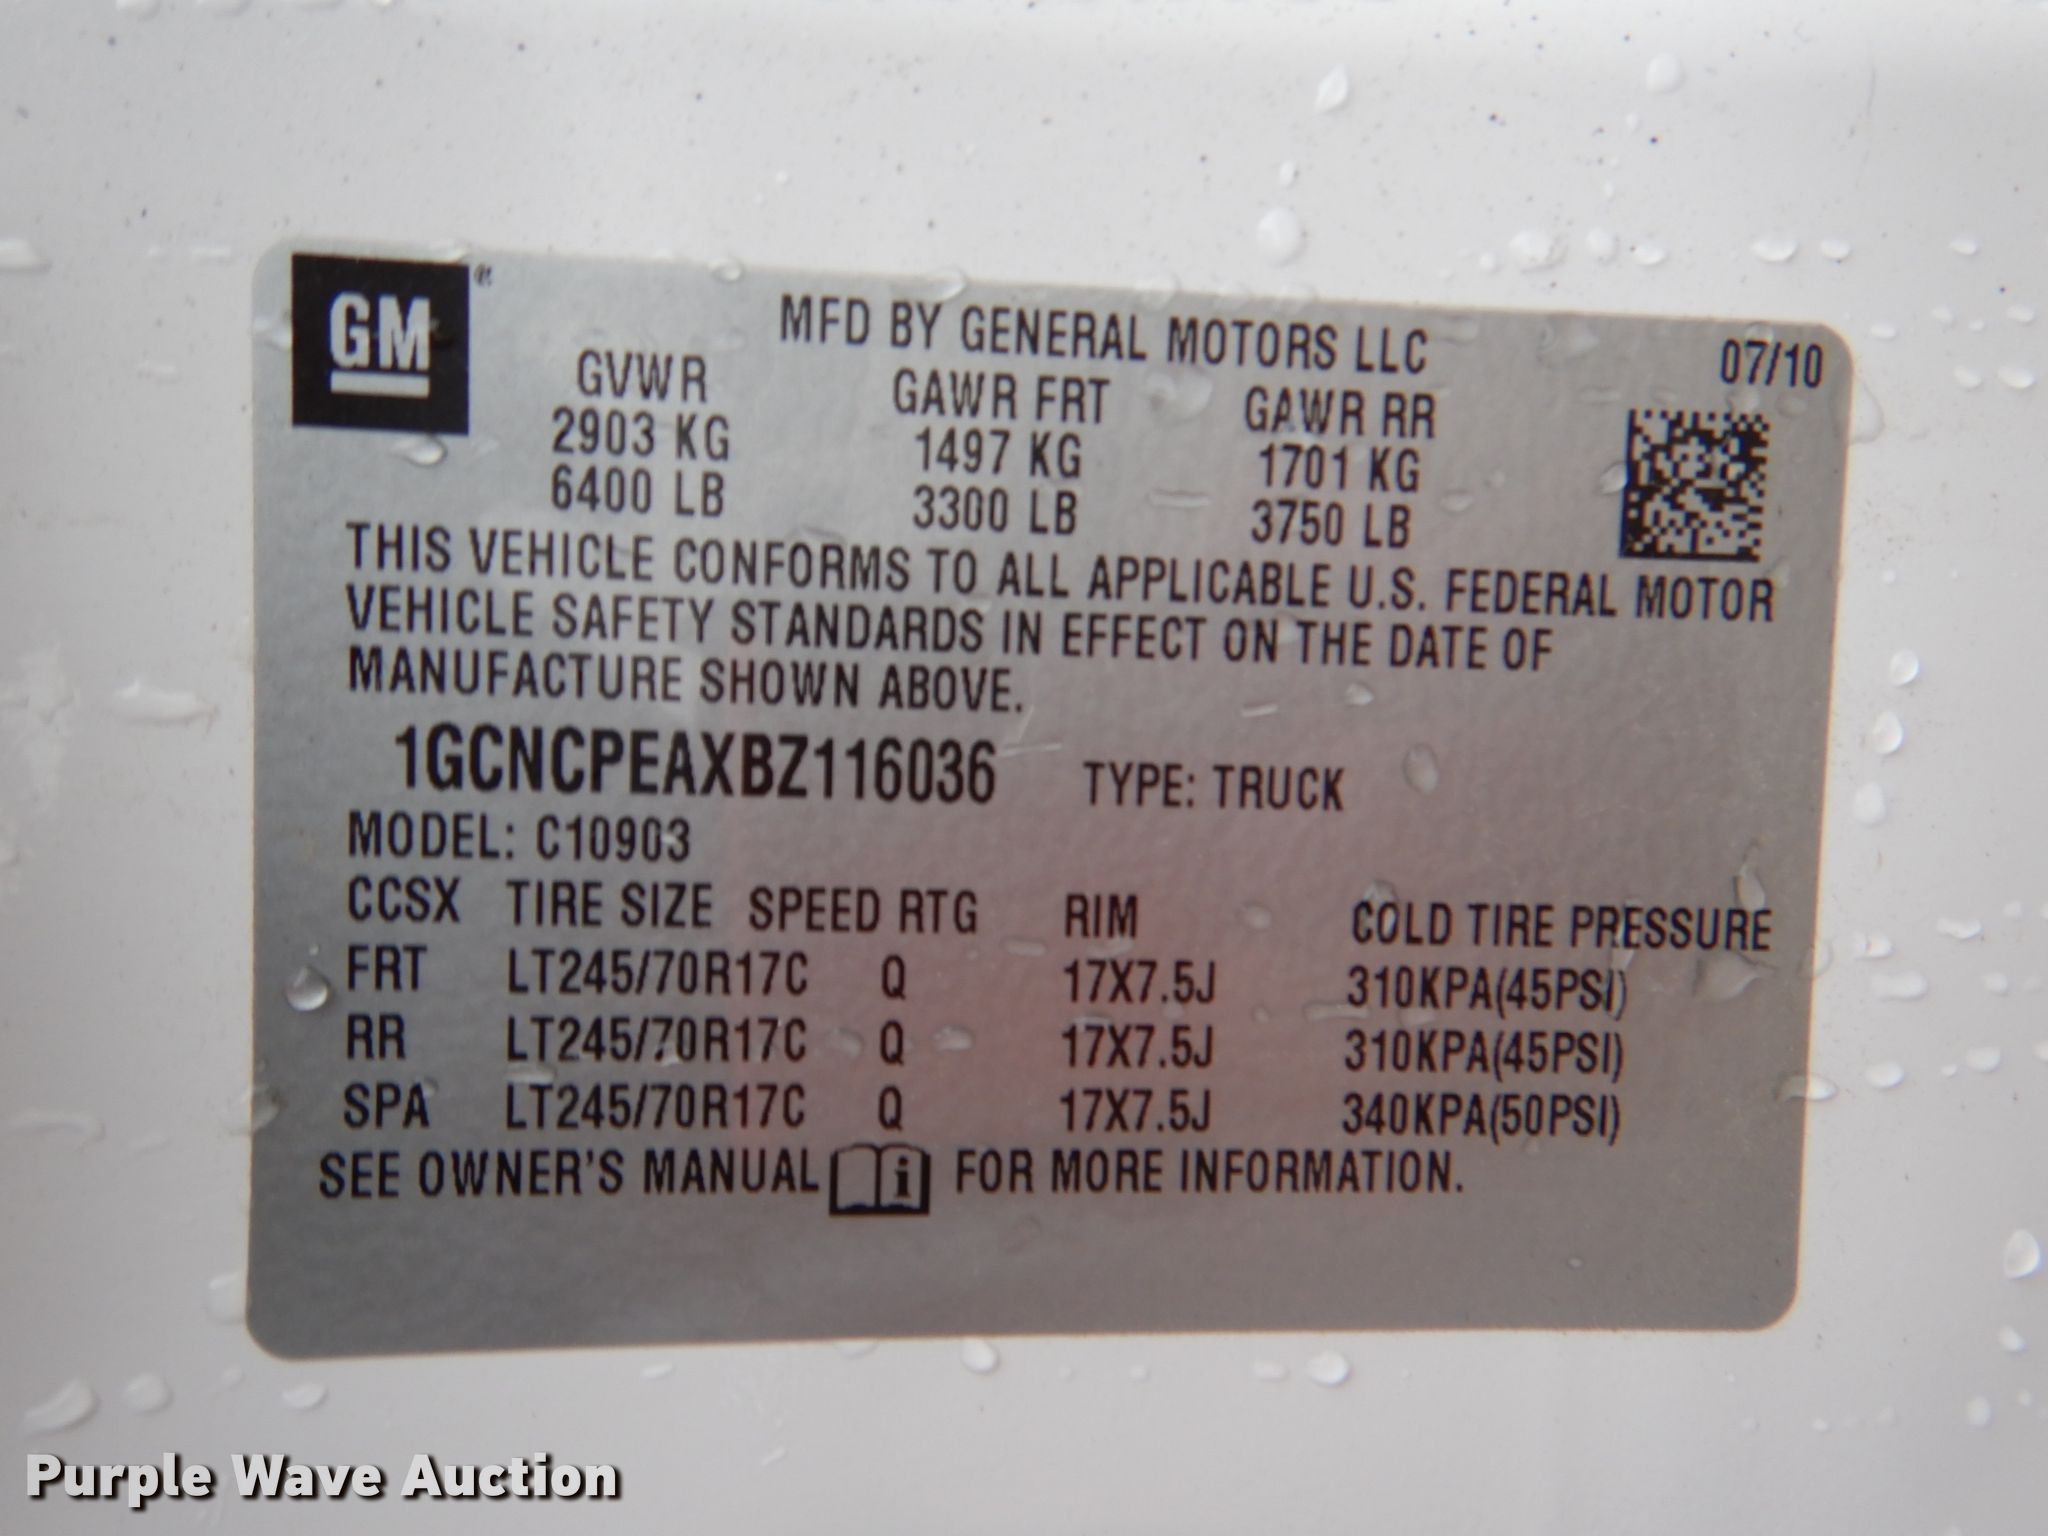 GM®
MFD BY GENERAL MOTORS LLC 07/10
GVWR GAWR FRT GAWR RR
2903 KG 1497 KG 1701 KG
6400 LB 3300 LB 3750 LB
THIS VEHICLE CONFORMS TO ALL APPLICABLE U.S. FEDERAL MOTOR
VEHICLE SAFETY STANDARDS IN EFFECT ON THE DATE OF
MANUFACTURE SHOWN ABOVE.
1GCNCPEAXBZ116036 TYPE: TRUCK
MODEL: C10903
CCSX TIRE SIZE SPEED RTG RIM COLD TIRE PRESSURE
FRT LT245/70R17C Q 17X7.5J 310KPA(45PSI)
RR LT245/70R17C Q 17X7.5J 310KPA(45PSI)
SPA LT245/70R17C Q 17X7.5J 340KPA(50PSI)
SEE OWNER'S MANUAL i FOR MORE INFORMATION.
Purple Wave Auction